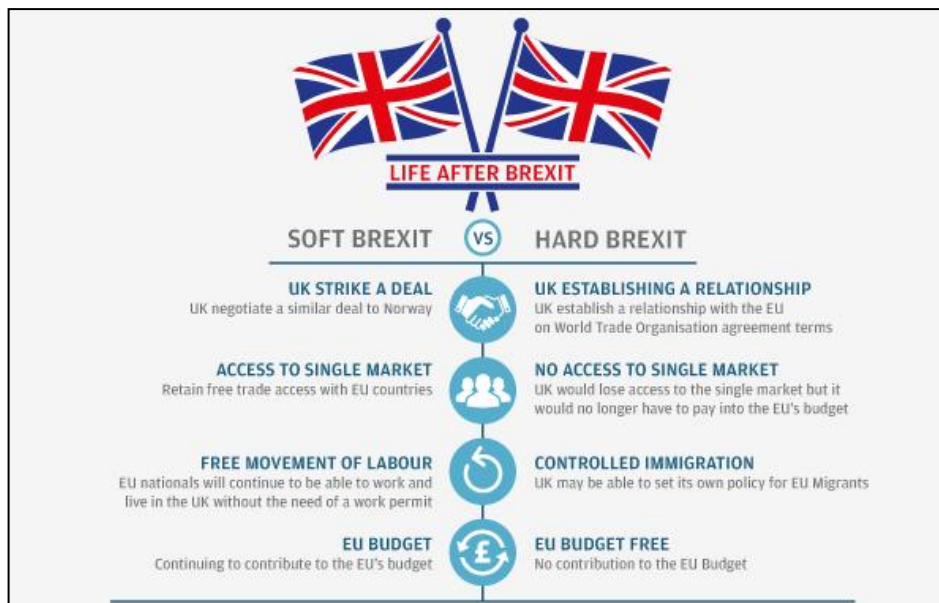 LIFE AFTER BREXIT
SOFT BREXIT VS HARD BREXIT
UK STRIKE A DEAL
UK negotiate a similar deal to Norway
UK ESTABLISHING A RELATIONSHIP
UK establish a relationship with the EU
on World Trade Organisation agreement terms
ACCESS TO SINGLE MARKET
Retain free trade access with EU countries
NO ACCESS TO SINGLE MARKET
UK would lose access to the single market but it
would no longer have to pay into the EU's budget
FREE MOVEMENT OF LABOUR
EU nationals will continue to be able to work and
live in the UK without the need of a work permit
CONTROLLED IMMIGRATION
UK may be able to set its own policy for EU Migrants
EU BUDGET
Continuing to contribute to the EU's budget
£
EU BUDGET FREE
No contribution to the EU Budget